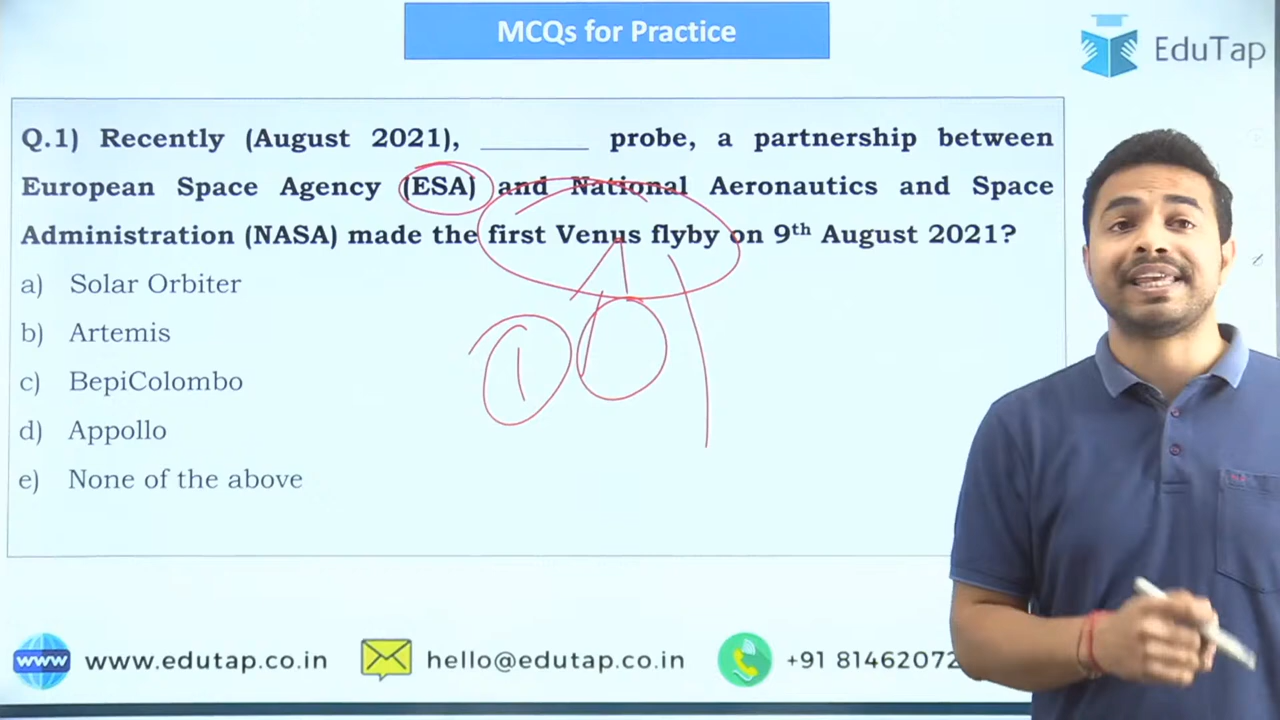 MCQs for Practice
EduTap
Q.1) Recently (August 2021), ________ probe, a partnership between
European Space Agency (ESA) and National Aeronautics and Space
Administration (NASA) made the first Venus flyby on 9th August 2021?
a) Solar Orbiter
b) Artemis
c) BepiColombo
d) Appollo
e) None of the above
1
www www.edutap.co.in
hello@edutap.co.in
+91 81462072